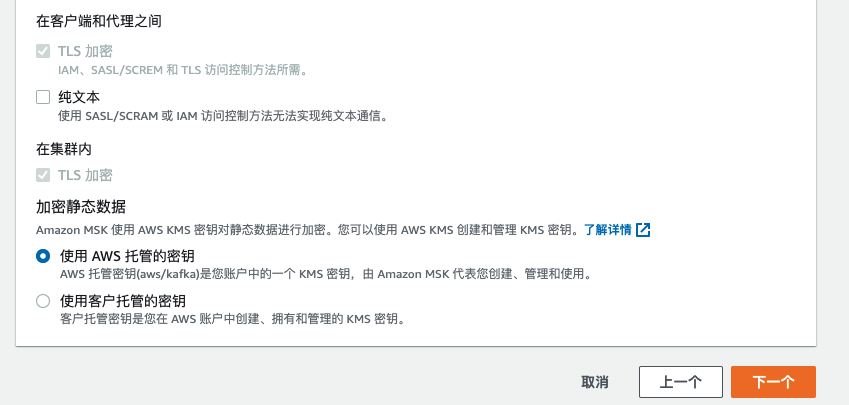 在客户端和代理之间
TLS 加密
IAM、SASL/SCREM 和 TLS 访问控制方法所需。
纯文本
使用 SASL/SCRAM 或 IAM 访问控制方法无法实现纯文本通信。
在集群内
TLS 加密
加密静态数据
Amazon MSK 使用 AWS KMS 密钥对静态数据进行加密。您可以使用 AWS KMS 创建和管理 KMS 密钥。了解详情
使用 AWS 托管的密钥
AWS 托管密钥(aws/kafka)是您账户中的一个 KMS 密钥，由 Amazon MSK 代表您创建、管理和使用。
使用客户托管的密钥
客户托管密钥是您在 AWS 账户中创建、拥有和管理的 KMS 密钥。
取消 上一个 下一个